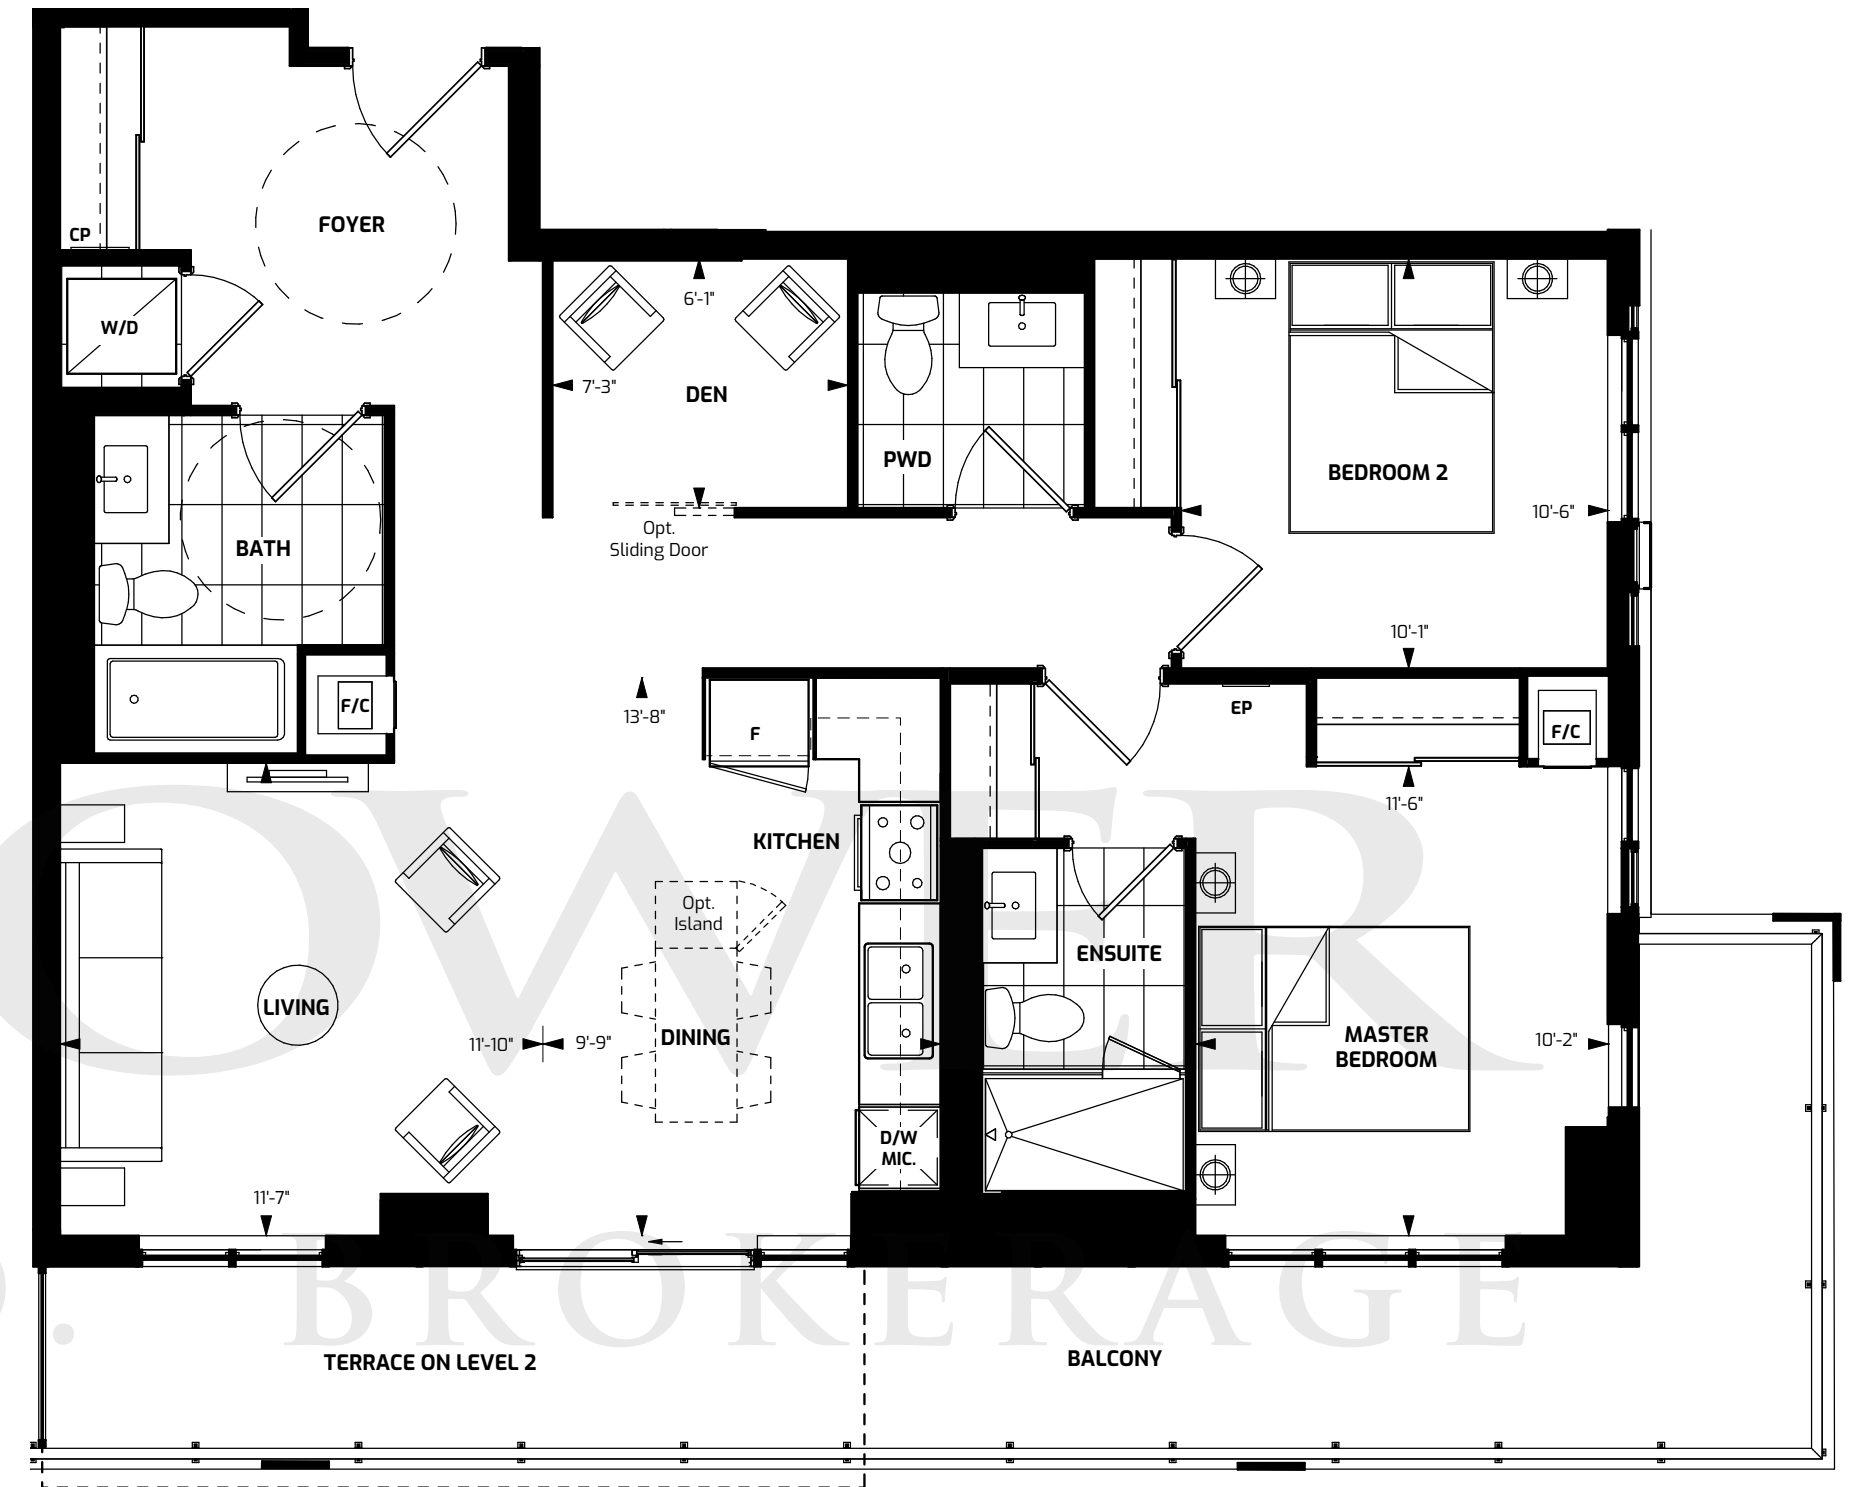 FOYER
CP
W/D
6'-1"
7'-3"
DEN
PWD
BEDROOM 2
10'-6"
Opt.
Sliding Door
BATH
10'-1"
F/C
13'-8"
F
EP
F/C
11'-6"
KITCHEN
Opt.
Island
ENSUITE
LIVING
11'-10"
9'-9"
DINING
MASTER
BEDROOM
10'-2"
D/W
MIC.
11'-7"
OWER
. BROKERAGE
TERRACE ON LEVEL 2
BALCONY